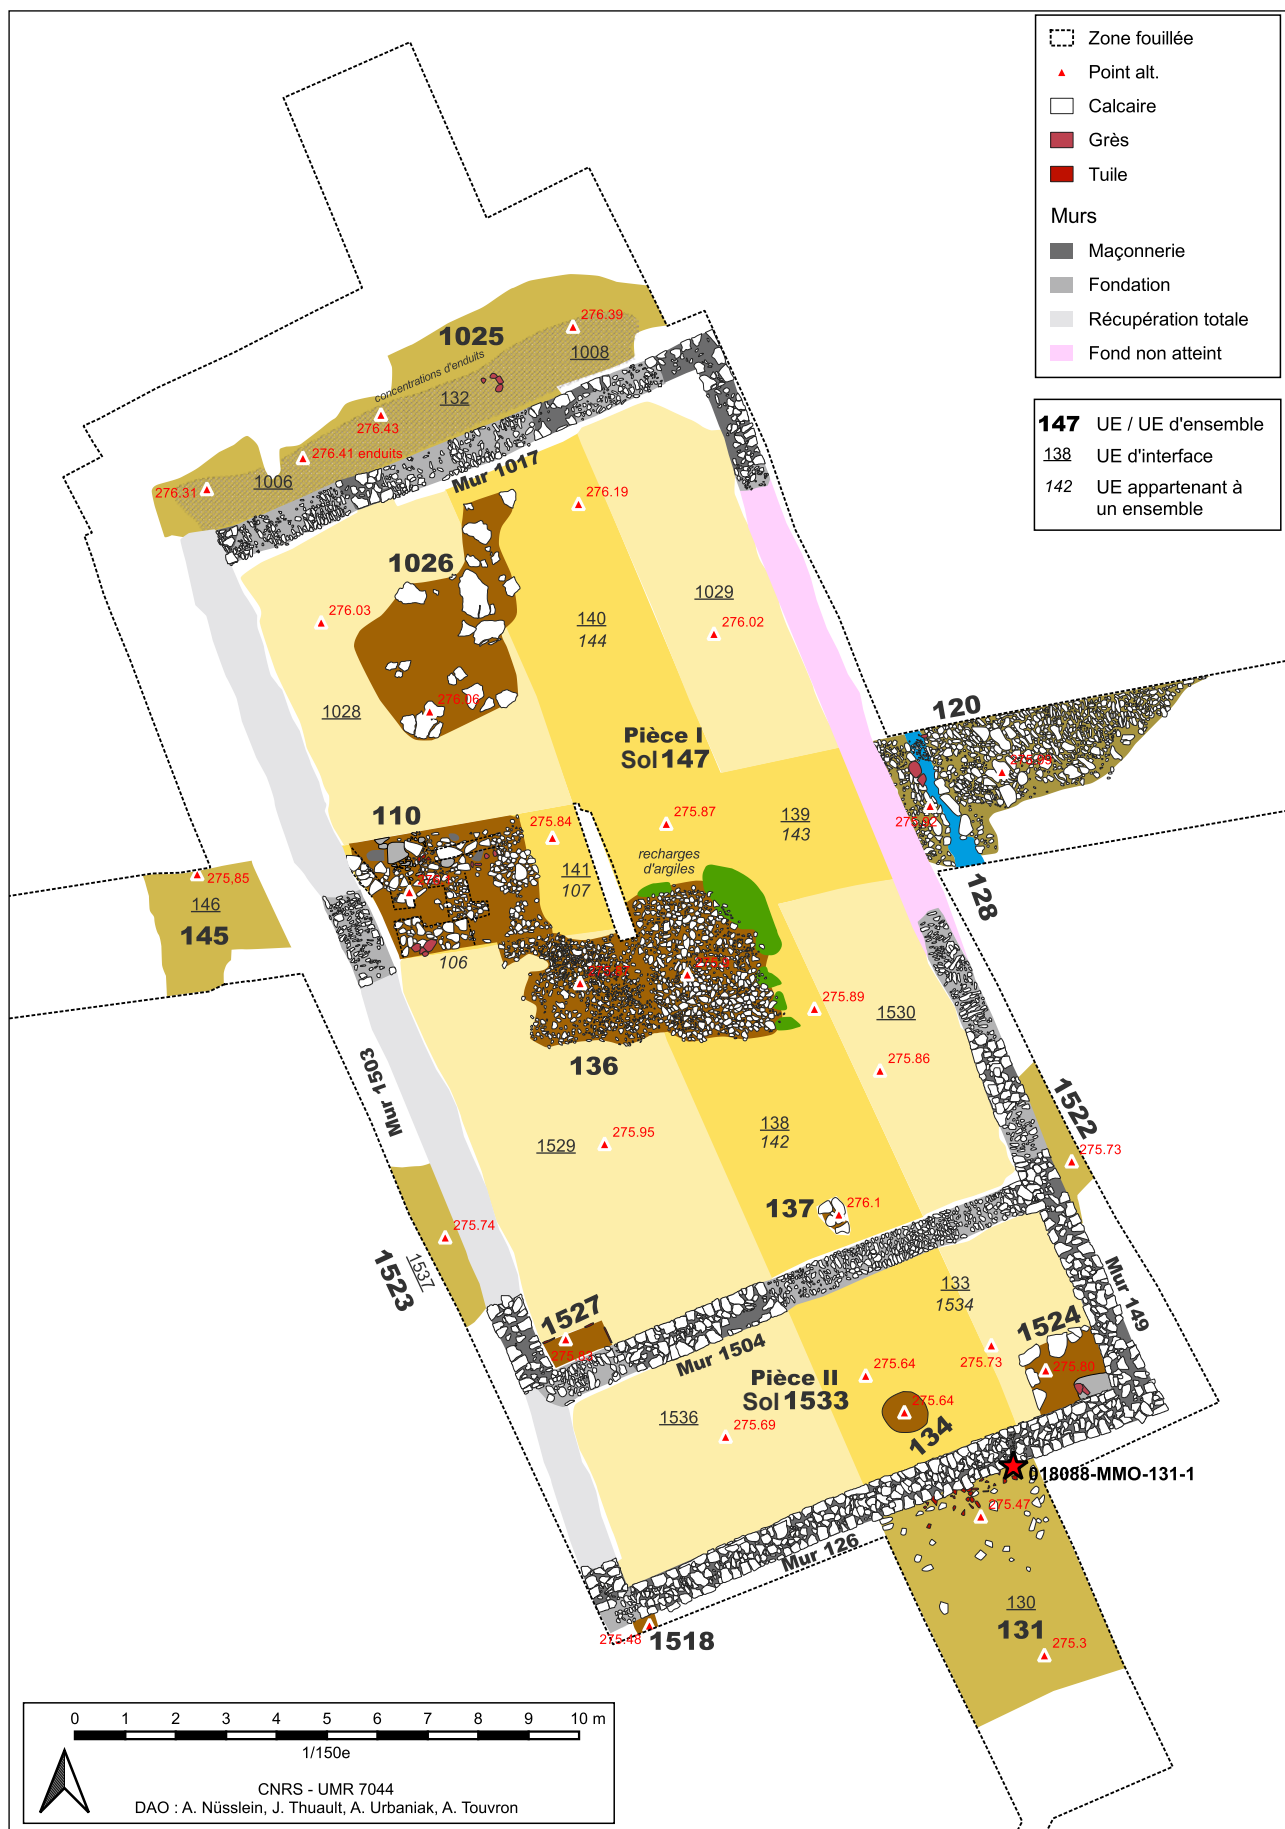 Zone fouillée
Point alt.
Calcaire
Grès
Tuile
Murs
Maçonnerie
Fondation
Récupération totale
Fond non atteint
147 UE / UE d'ensemble
138 UE d'interface
142 UE appartenant à
un ensemble
276.39
1025
1008
concentrations d'enduits
132
276.43
276.41 enduits
1006
276.31
Mur 1017
276.19
1026
1029
276.03
140
144
276.02
276.06
1028
120
Pièce I
Sol 147
110
275.87
139
143
275.84
141
107
recharges
d'argiles
128
275,85
146
145
106
275.89
1530
136
275.86
Mur 1503
1522
138
142
1529
275.95
275.73
137
276.1
275.74
1537
1523
133
1534
Mur 149
1527
1524
275.82
Mur 1504
275.73
275.64
275.80
Pièce II
Sol 1533
275.64
1536
275.69
134
018088-MMO-131-1
275.47
Mur 126
130
131
275.48
1518
275.3
0 1 2 3 4 5 6 7 8 9 10 m
1/150e
CNRS - UMR 7044
DAO : A. Nüsslein, J. Thuault, A. Urbaniak, A. Touvron